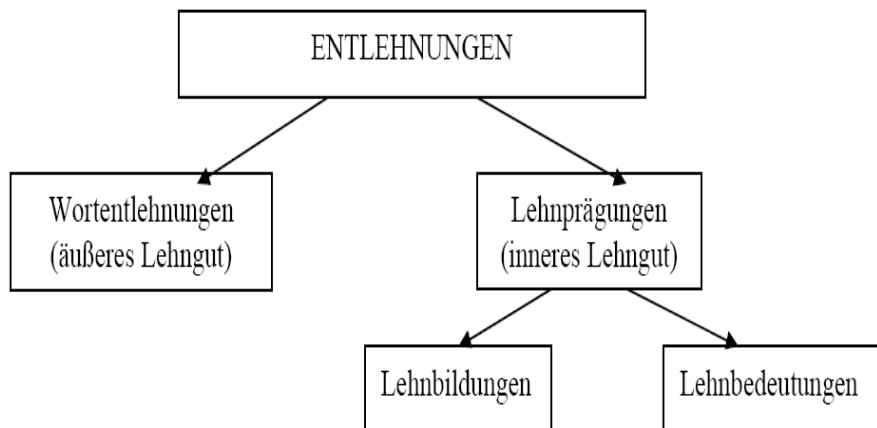 ENTLEHNUNGEN
Wortentlehnungen
(äußeres Lehngut)
Lehnprägungen
(inneres Lehngut)
Lehnbildungen
Lehnbedeutungen